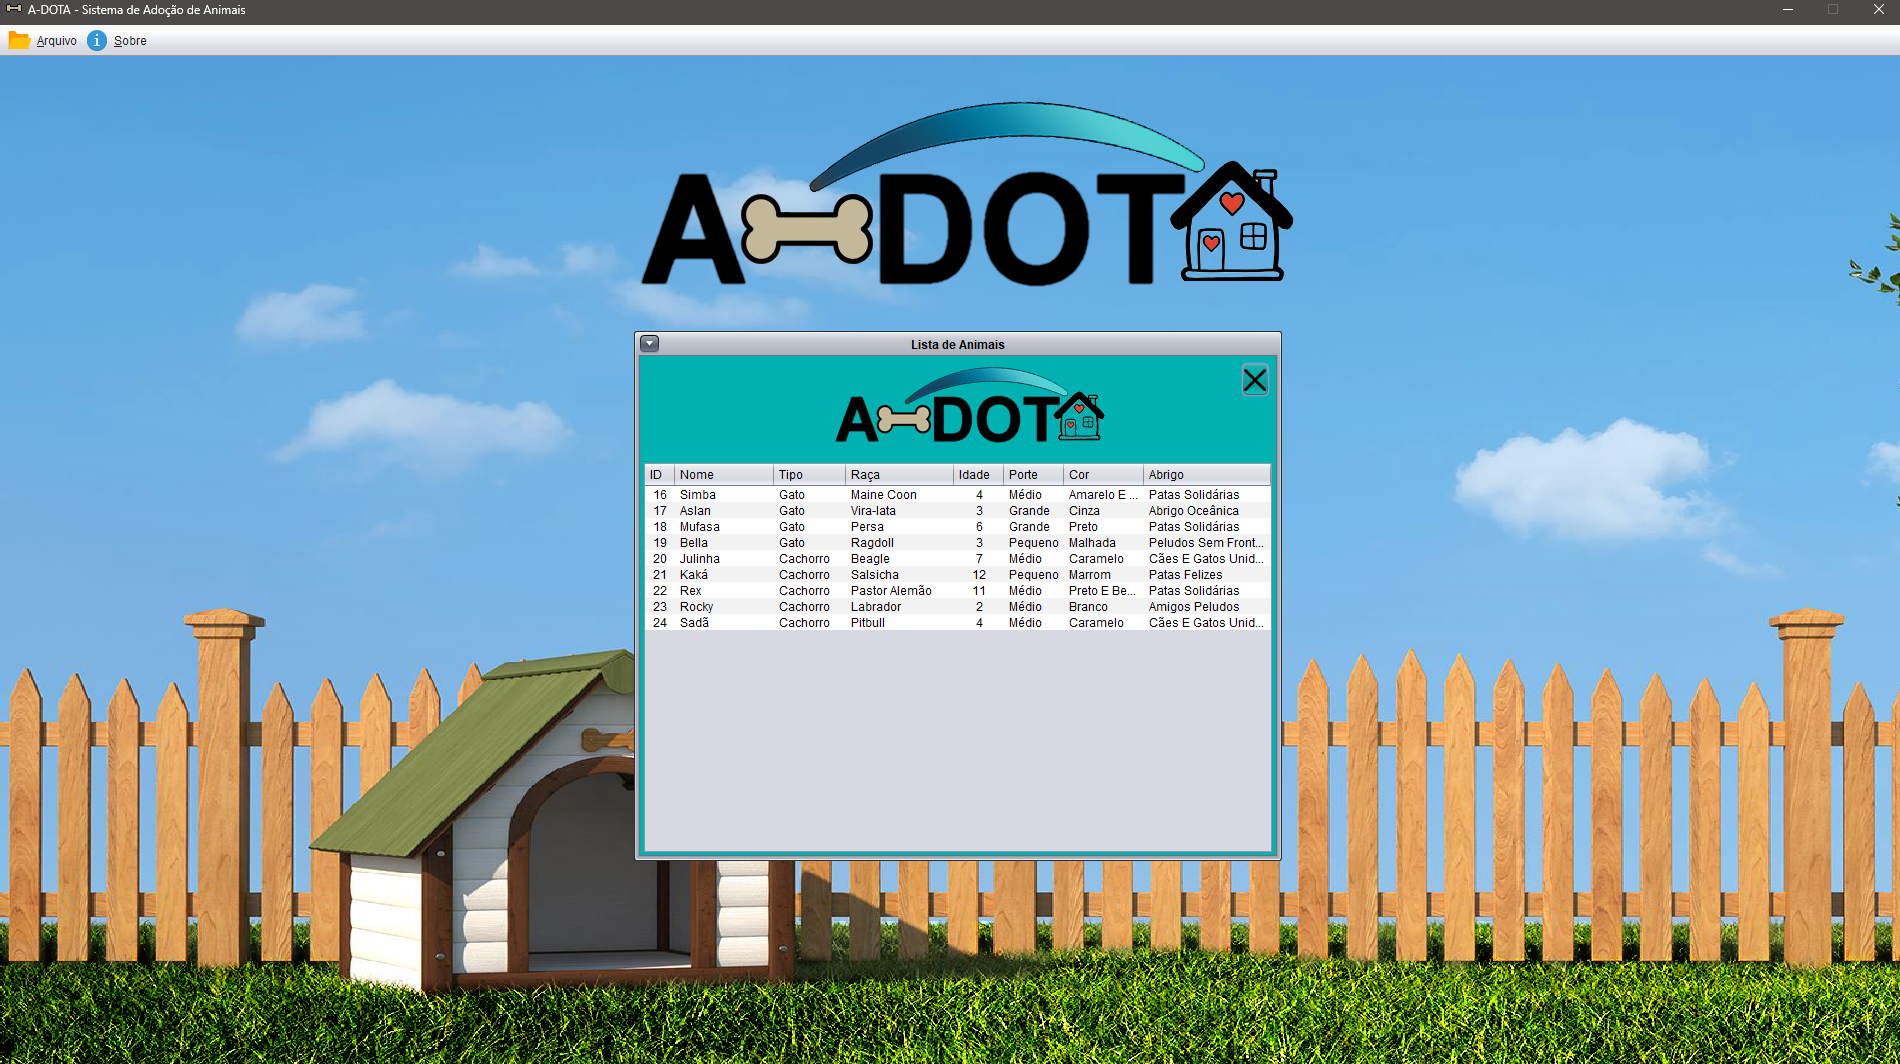 A-DOTA - Sistema de Adoção de Animais
Arquivo Sobre
A DOT
Lista de Animais
A DOT
ID Nome Tipo Raça Idade Porte Cor Abrigo
16 Simba Gato Maine Coon 4 Médio Amarelo E ... Patas Solidárias
17 Aslan Gato Vira-lata 3 Grande Cinza Abrigo Oceânica
18 Mufasa Gato Persa 6 Grande Preto Patas Solidárias
19 Bella Gato Ragdoll 3 Pequeno Malhada Peludos Sem Front...
20 Julinha Cachorro Beagle 7 Médio Caramelo Cães E Gatos Unid...
21 Kaká Cachorro Salsicha 12 Pequeno Marrom Patas Felizes
22 Rex Cachorro Pastor Alemão 11 Médio Preto E Be... Patas Solidárias
23 Rocky Cachorro Labrador 2 Médio Branco Amigos Peludos
24 Sadã Cachorro Pitbull 4 Médio Caramelo Cães E Gatos Unid...